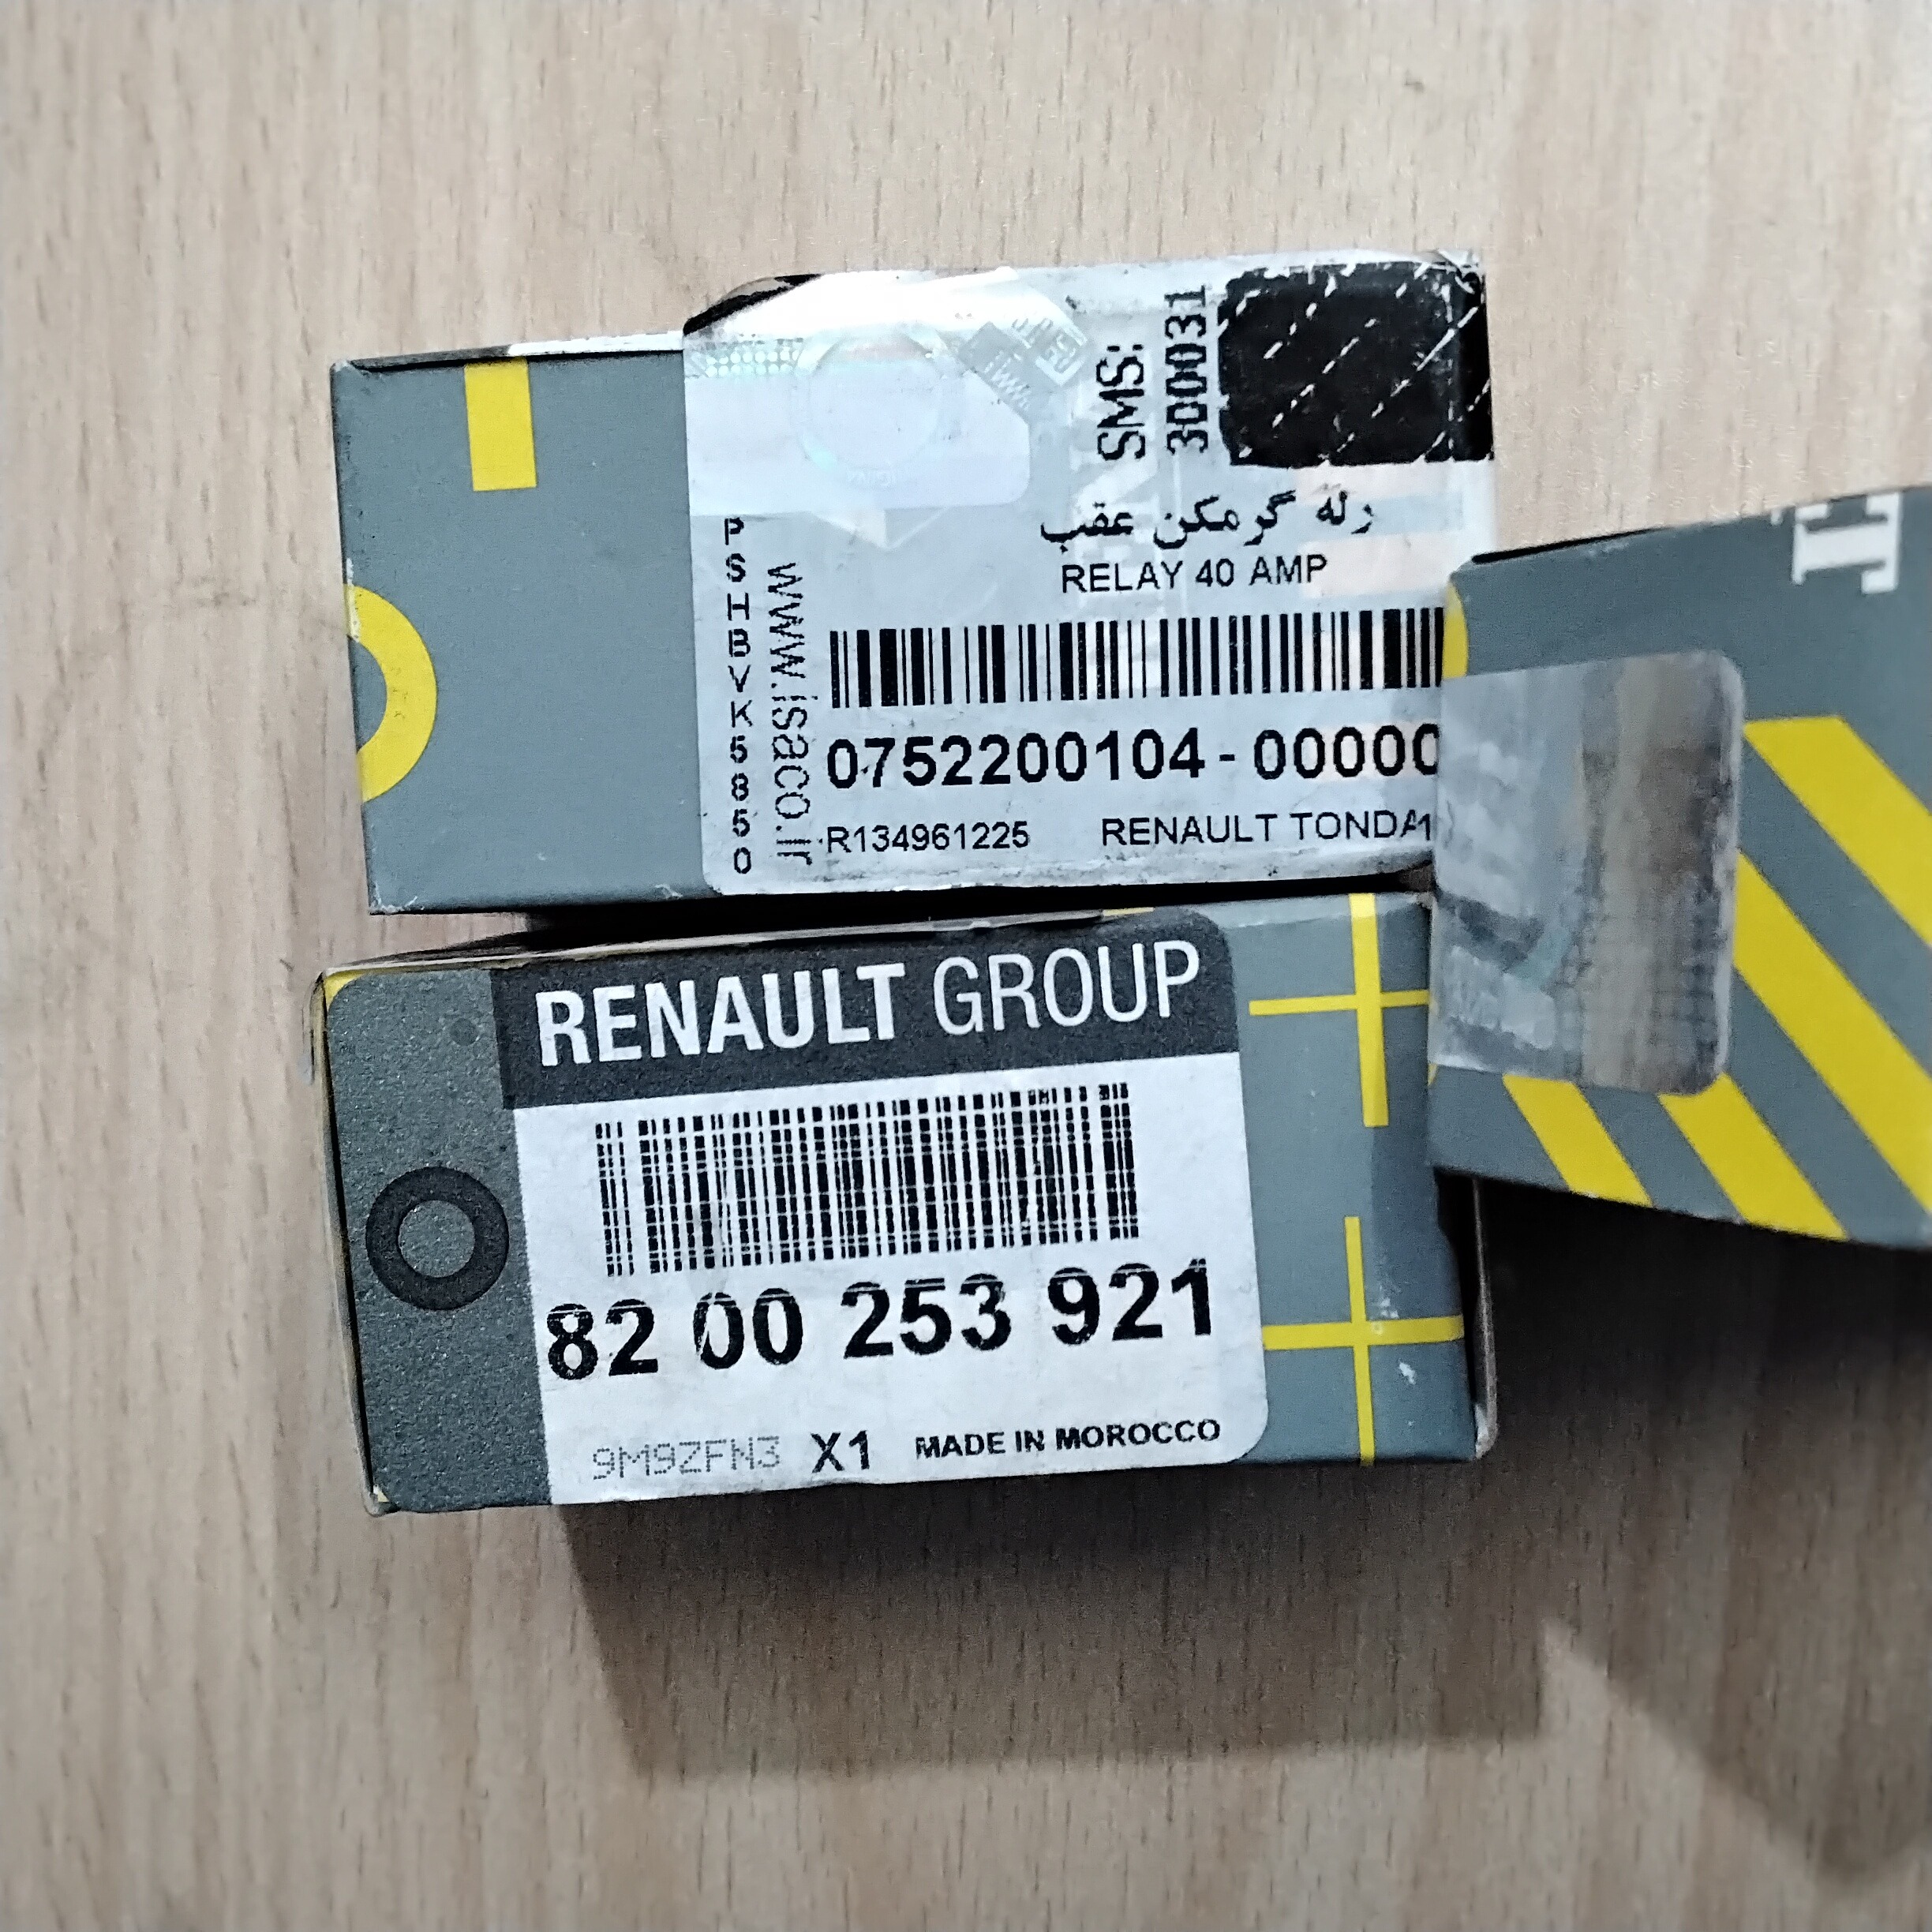 SMS:
300031
رله گرمکن عقب
RELAY 40 AMP
PSHBVK5850
www.isaco.ir
0752200104-00000
R134961225 RENAULT TONDA
RENAULT GROUP
82 00 253 921
9M9ZFN3 X1 MADE IN MOROCCO